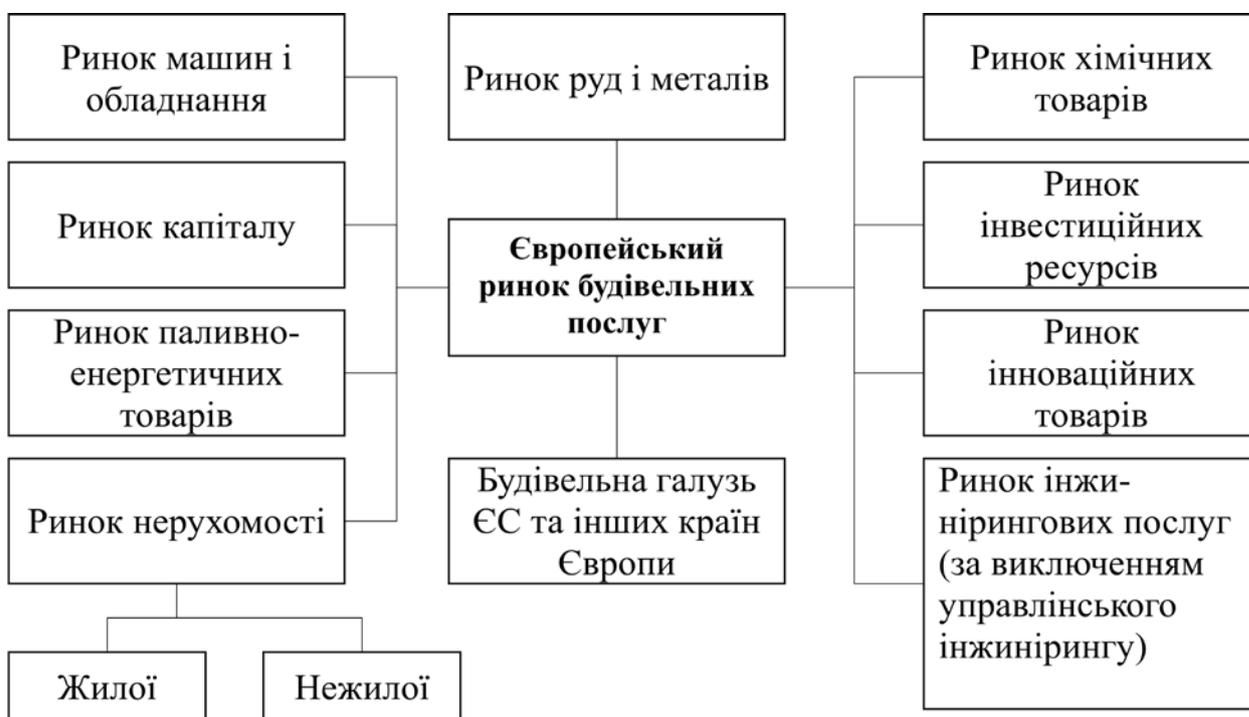 Ринок машин і
обладнання
Ринок руд і металів
Ринок хімічних
товарів
Ринок капіталу
Європейський
ринок будівельних
послуг
Ринок
інвестиційних
ресурсів
Ринок паливно-
енергетичних
товарів
Ринок
інноваційних
товарів
Ринок нерухомості
Будівельна галузь
ЄС та інших країн
Європи
Ринок інжи-
нірингових послуг
(за виключенням
управлінського
інжинірингу)
Жилої
Нежилої